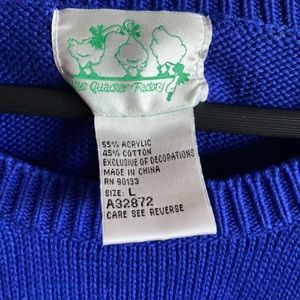 The Quacker Factory
55% ACRYLIC
45% COTTON
EXCLUSIVE OF DECORATIONS
MADE IN CHINA
RN 90133
SIZE: L
A32872
CARE SEE REVERSE